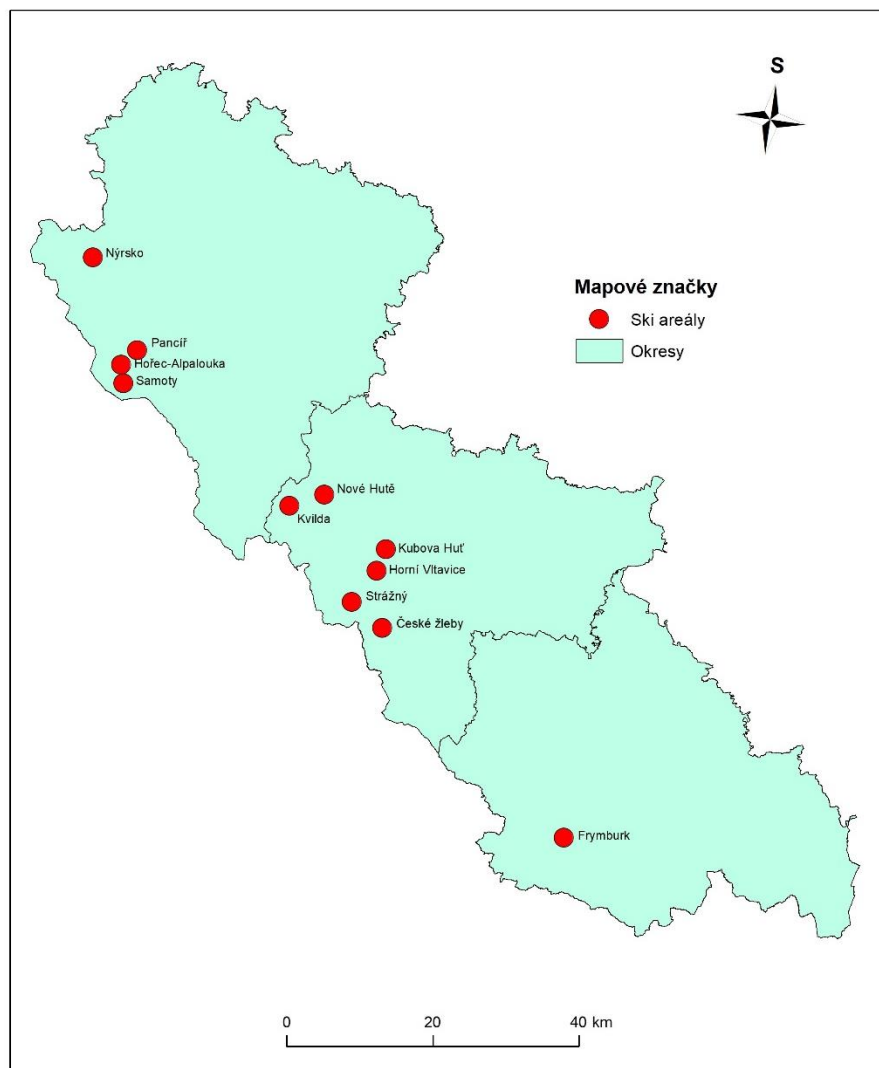 S
Nýrsko
Mapové značky
Ski areály
Okresy
Pancíř
Hořec-Alpalouka
Samoty
Nové Hutě
Kvilda
Kubova Huť
Horní Vltavice
Strážný
České žleby
Frymburk
0 20 40 km